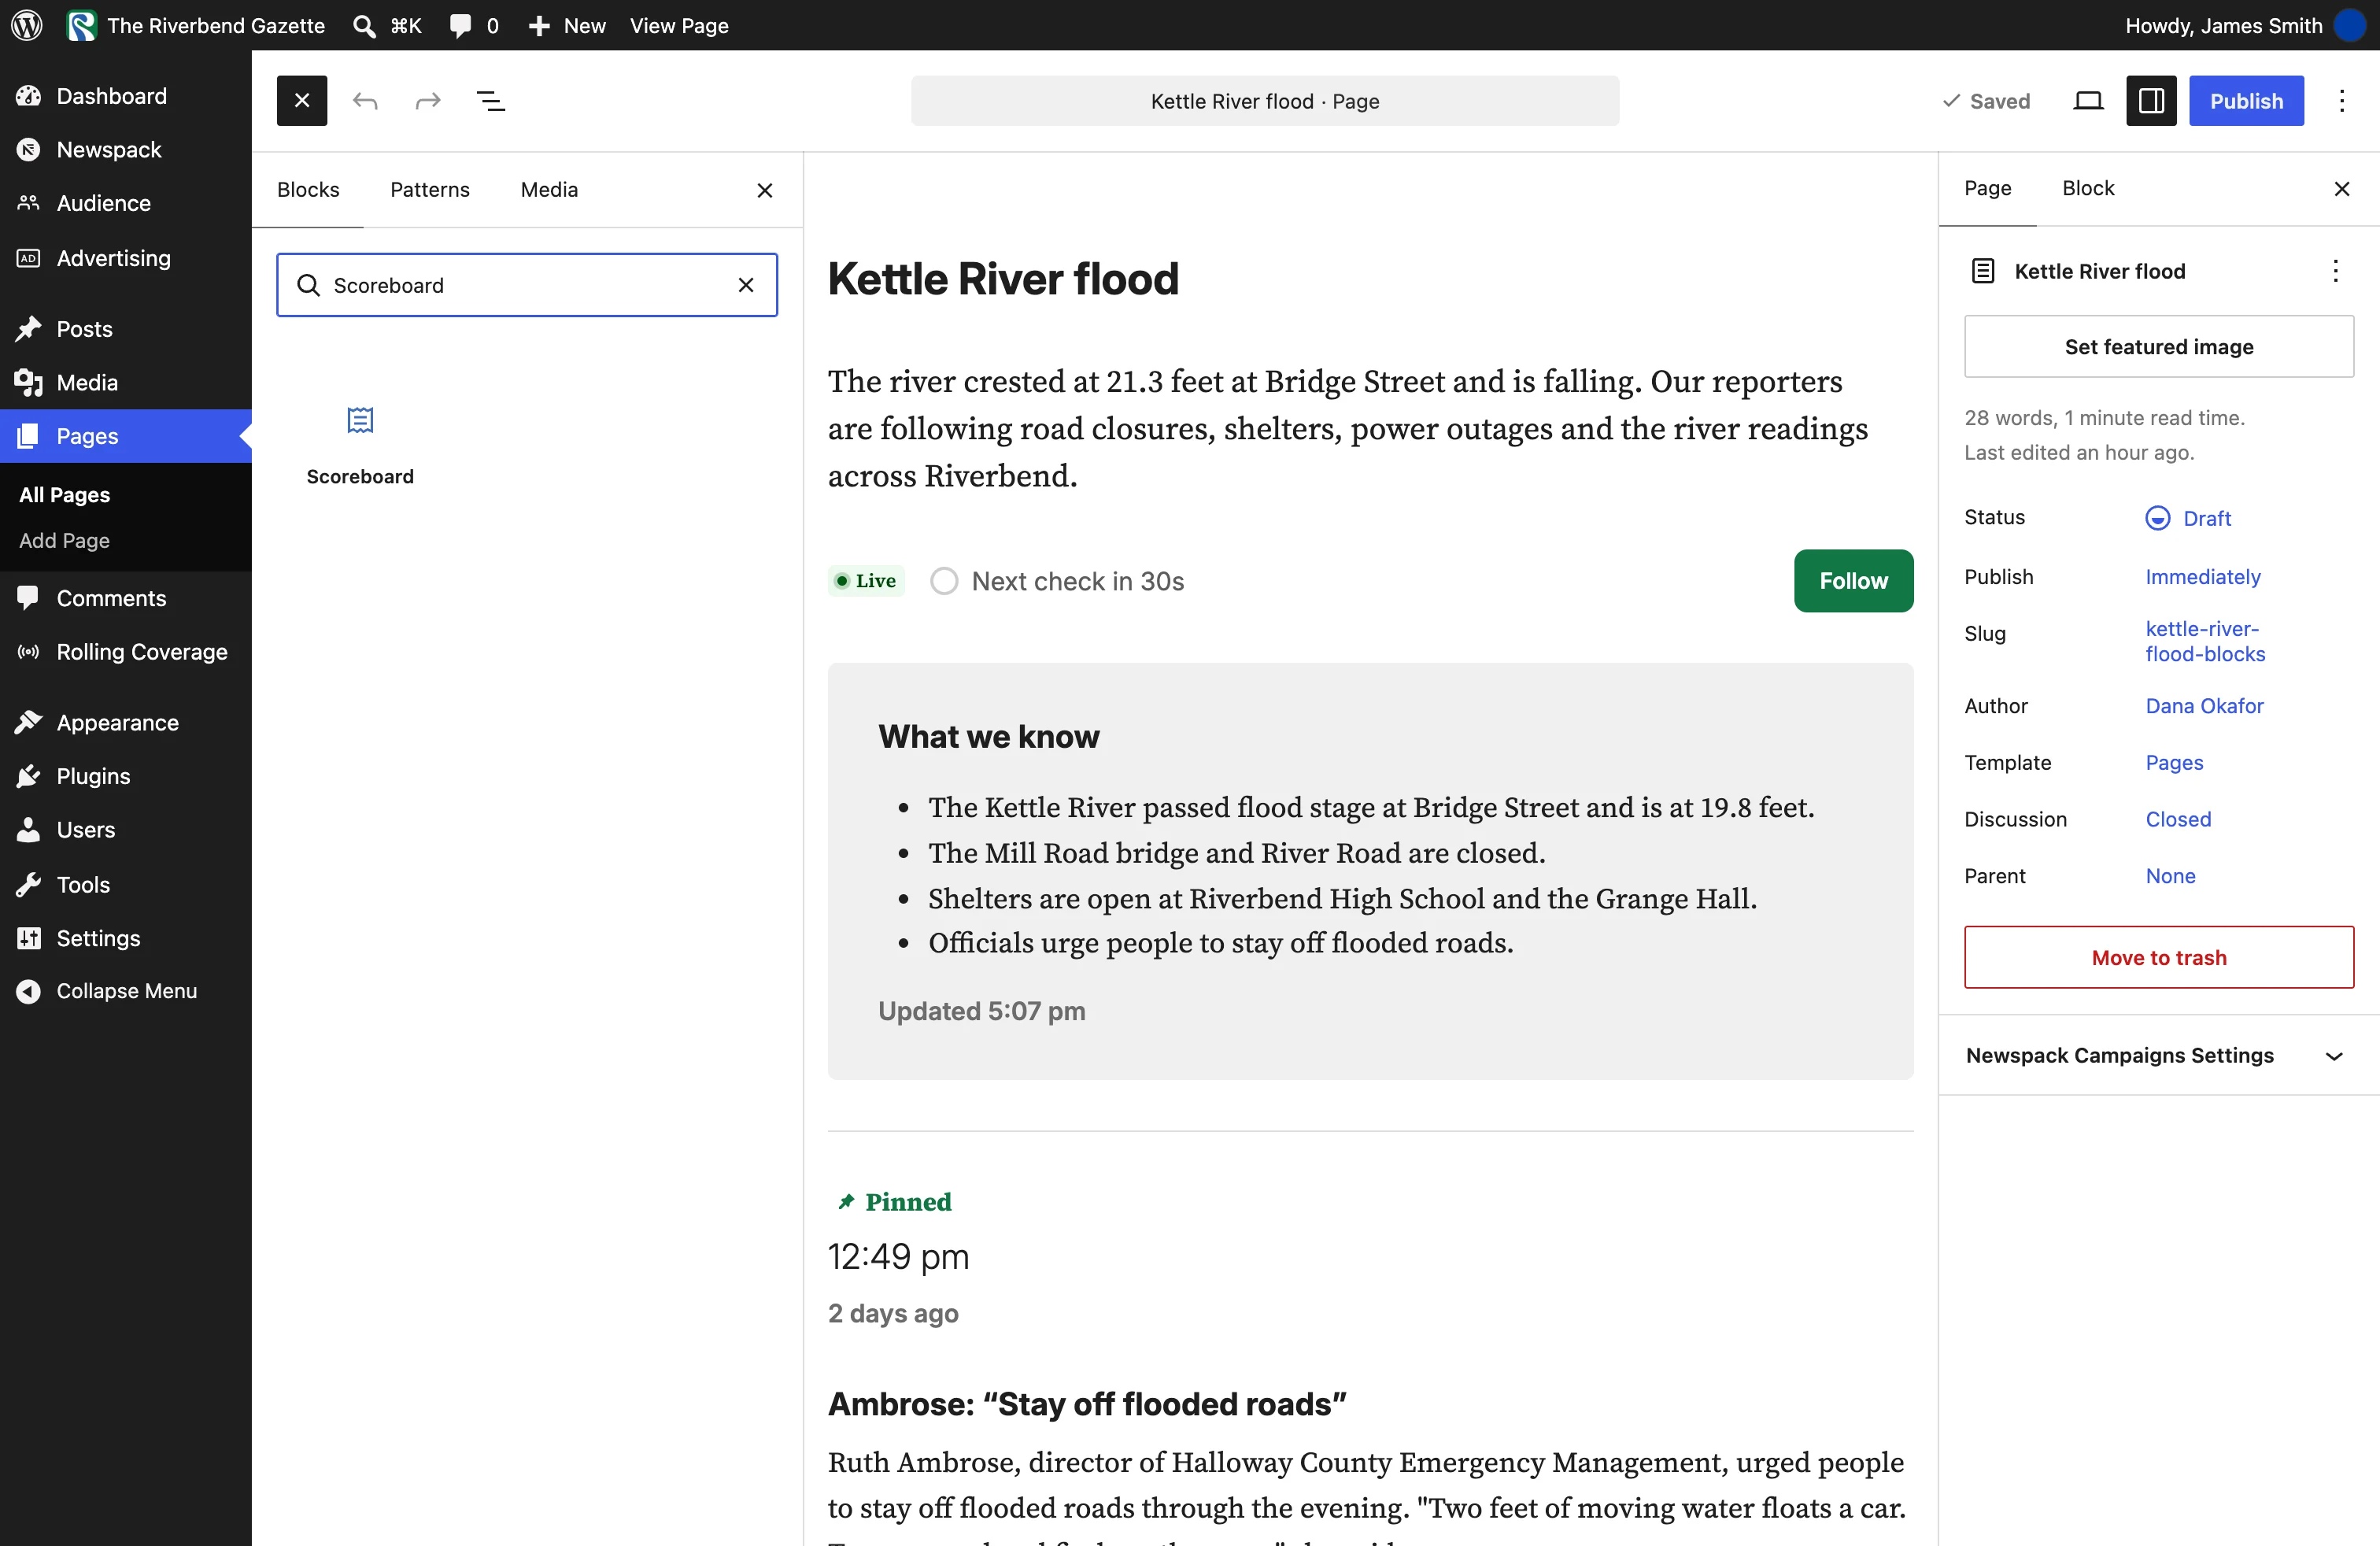 The Riverbend Gazette
⌘K
0
New
View Page
Howdy, James Smith
Dashboard
Newspack
Audience
Advertising
Posts
Media
Pages
All Pages
Add Page
Comments
Rolling Coverage
Appearance
Plugins
Users
Tools
Settings
Collapse Menu
Kettle River flood · Page
Saved
Publish
Blocks
Patterns
Media
Scoreboard
Scoreboard
Kettle River flood
The river crested at 21.3 feet at Bridge Street and is falling. Our reporters
are following road closures, shelters, power outages and the river readings
across Riverbend.
Live
Next check in 30s
Follow
What we know
• The Kettle River passed flood stage at Bridge Street and is at 19.8 feet.
• The Mill Road bridge and River Road are closed.
• Shelters are open at Riverbend High School and the Grange Hall.
• Officials urge people to stay off flooded roads.
Updated 5:07 pm
Pinned
12:49 pm
2 days ago
Ambrose: “Stay off flooded roads”
Ruth Ambrose, director of Halloway County Emergency Management, urged people
to stay off flooded roads through the evening. "Two feet of moving water floats a car.
Page
Block
Kettle River flood
Set featured image
28 words, 1 minute read time.
Last edited an hour ago.
Status
Draft
Publish
Immediately
Slug
kettle-river-
flood-blocks
Author
Dana Okafor
Template
Pages
Discussion
Closed
Parent
None
Move to trash
Newspack Campaigns Settings